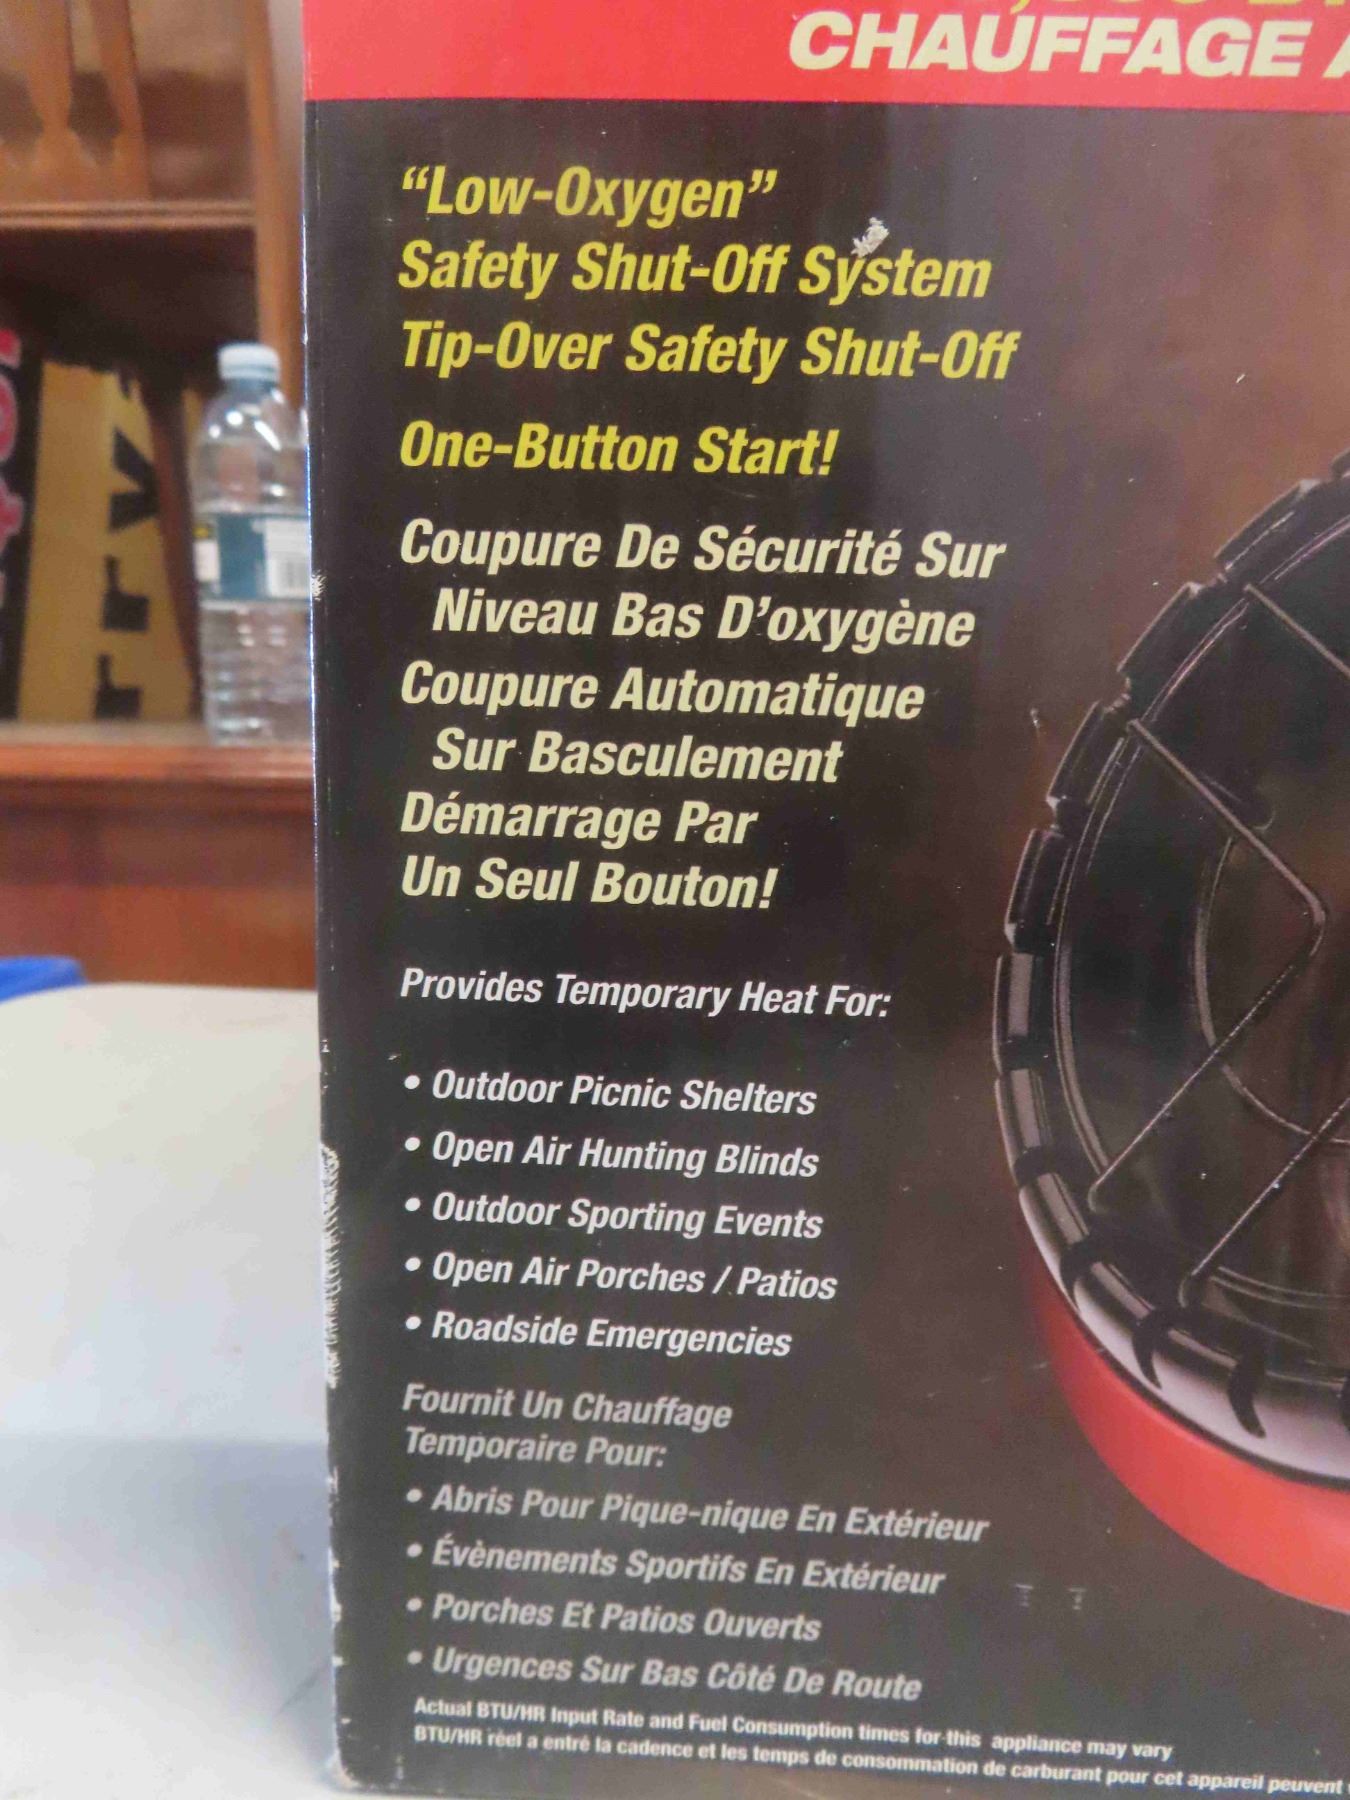 CHAUFFAGE
“Low-Oxygen”
Safety Shut-Off System
Tip-Over Safety Shut-Off
One-Button Start!
Coupure De Sécurité Sur
Niveau Bas D’oxygène
Coupure Automatique
Sur Basculement
Démarrage Par
Un Seul Bouton!
Provides Temporary Heat For:
• Outdoor Picnic Shelters
• Open Air Hunting Blinds
• Outdoor Sporting Events
• Open Air Porches / Patios
• Roadside Emergencies
Fournit Un Chauffage
Temporaire Pour:
• Abris Pour Pique-nique En Extérieur
• Évènements Sportifs En Extérieur
• Porches Et Patios Ouverts
• Urgences Sur Bas Côté De Route
Actual BTU/HR Input Rate and Fuel Consumption times for this appliance may vary
BTU/HR rèel a entré la cadence et les temps de consommation de carburant pour cet appareil peuvent